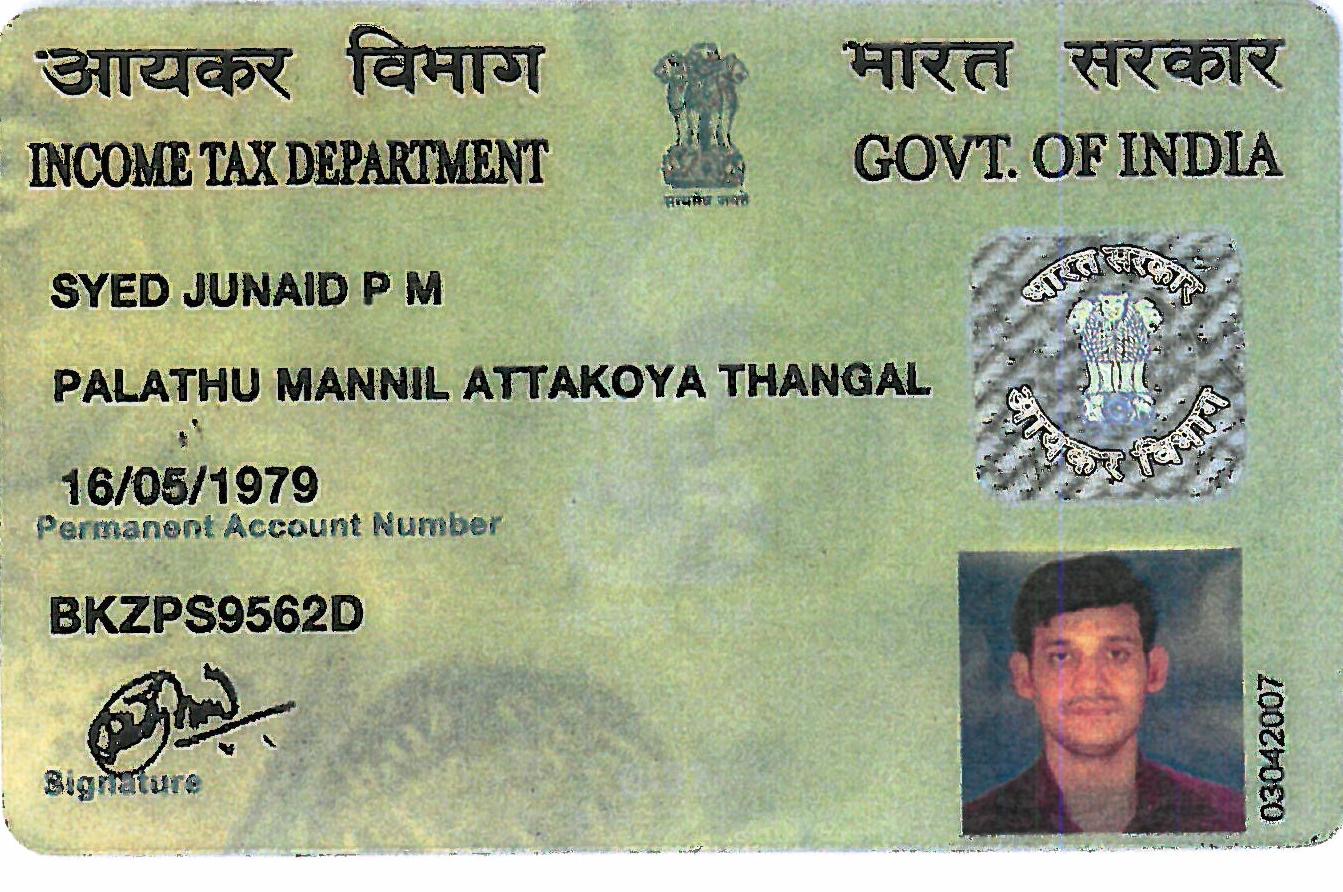 आयकर विभाग
INCOME TAX DEPARTMENT
सत्यमेव जयते
भारत सरकार
GOVT. OF INDIA
SYED JUNAID P M
PALATHU MANNIL ATTAKOYA THANGAL
16/05/1979
Permanent Account Number
BKZPS9562D
Signature
भारत सरकार
आयकर विभाग
03042007